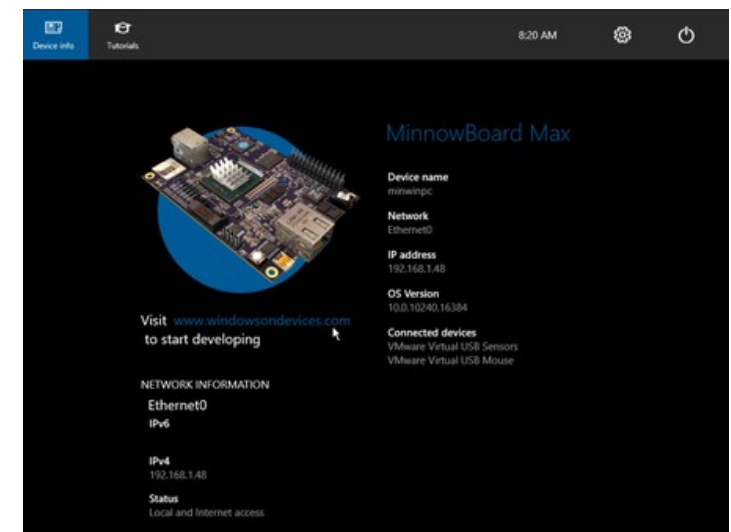 Device info
Tutorials
8:20 AM
MinnowBoard Max
Device name
minwinpc
Network
Ethernet0
IP address
192.168.1.48
OS Version
10.0.10240.16384
Connected devices
VMware Virtual USB Sensors
VMware Virtual USB Mouse
Visit www.windowsondevices.com
to start developing
NETWORK INFORMATION
Ethernet0
IPv6
IPv4
192.168.1.48
Status
Local and Internet access